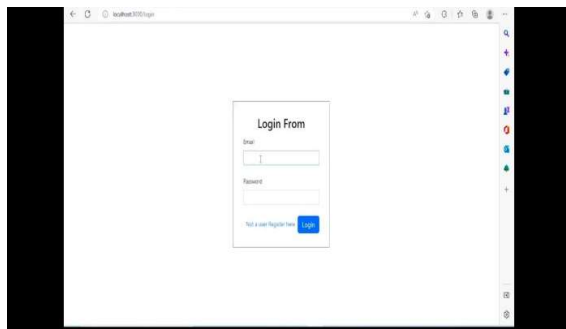 localhost:3000/login
Login From
Email
Password
Not a user Register here
Login